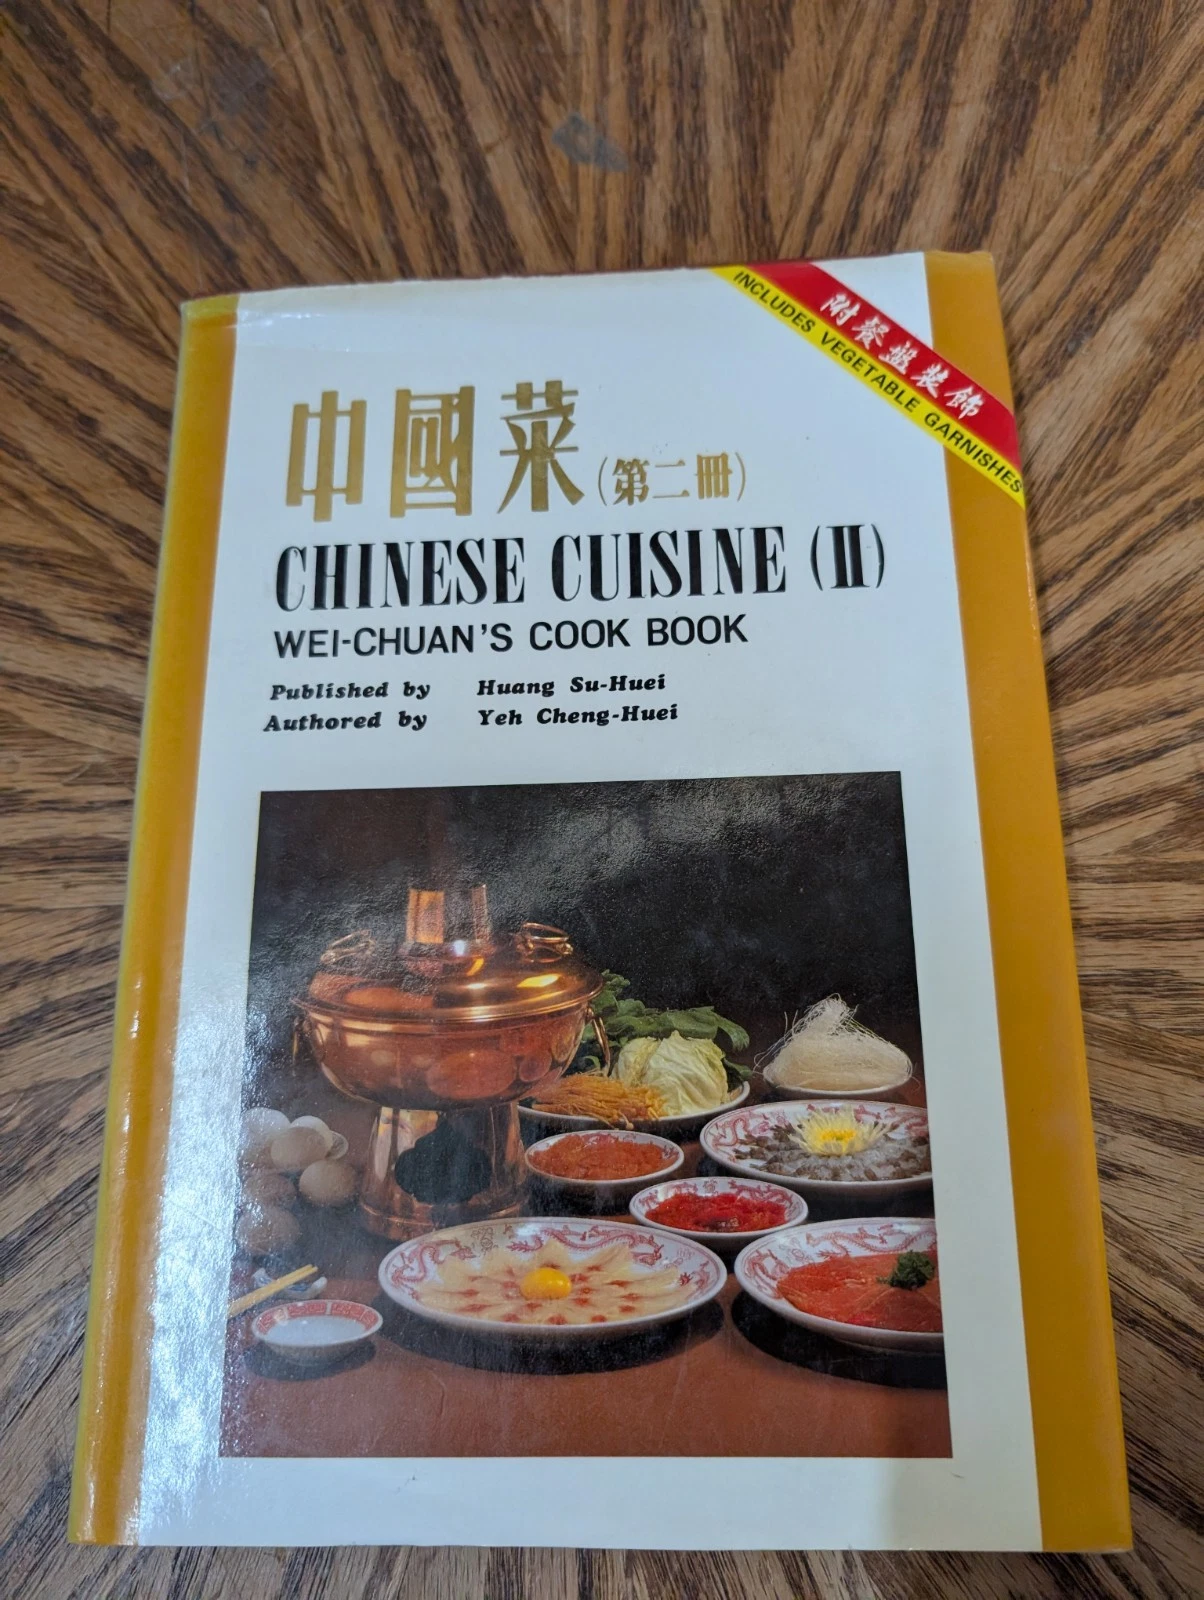 附餐盤裝飾
INCLUDES VEGETABLE GARNISHES
中國菜(第二冊)
CHINESE CUISINE (II)
WEI-CHUAN'S COOK BOOK
Published by Huang Su-Huei
Authored by Yeh Cheng-Huei